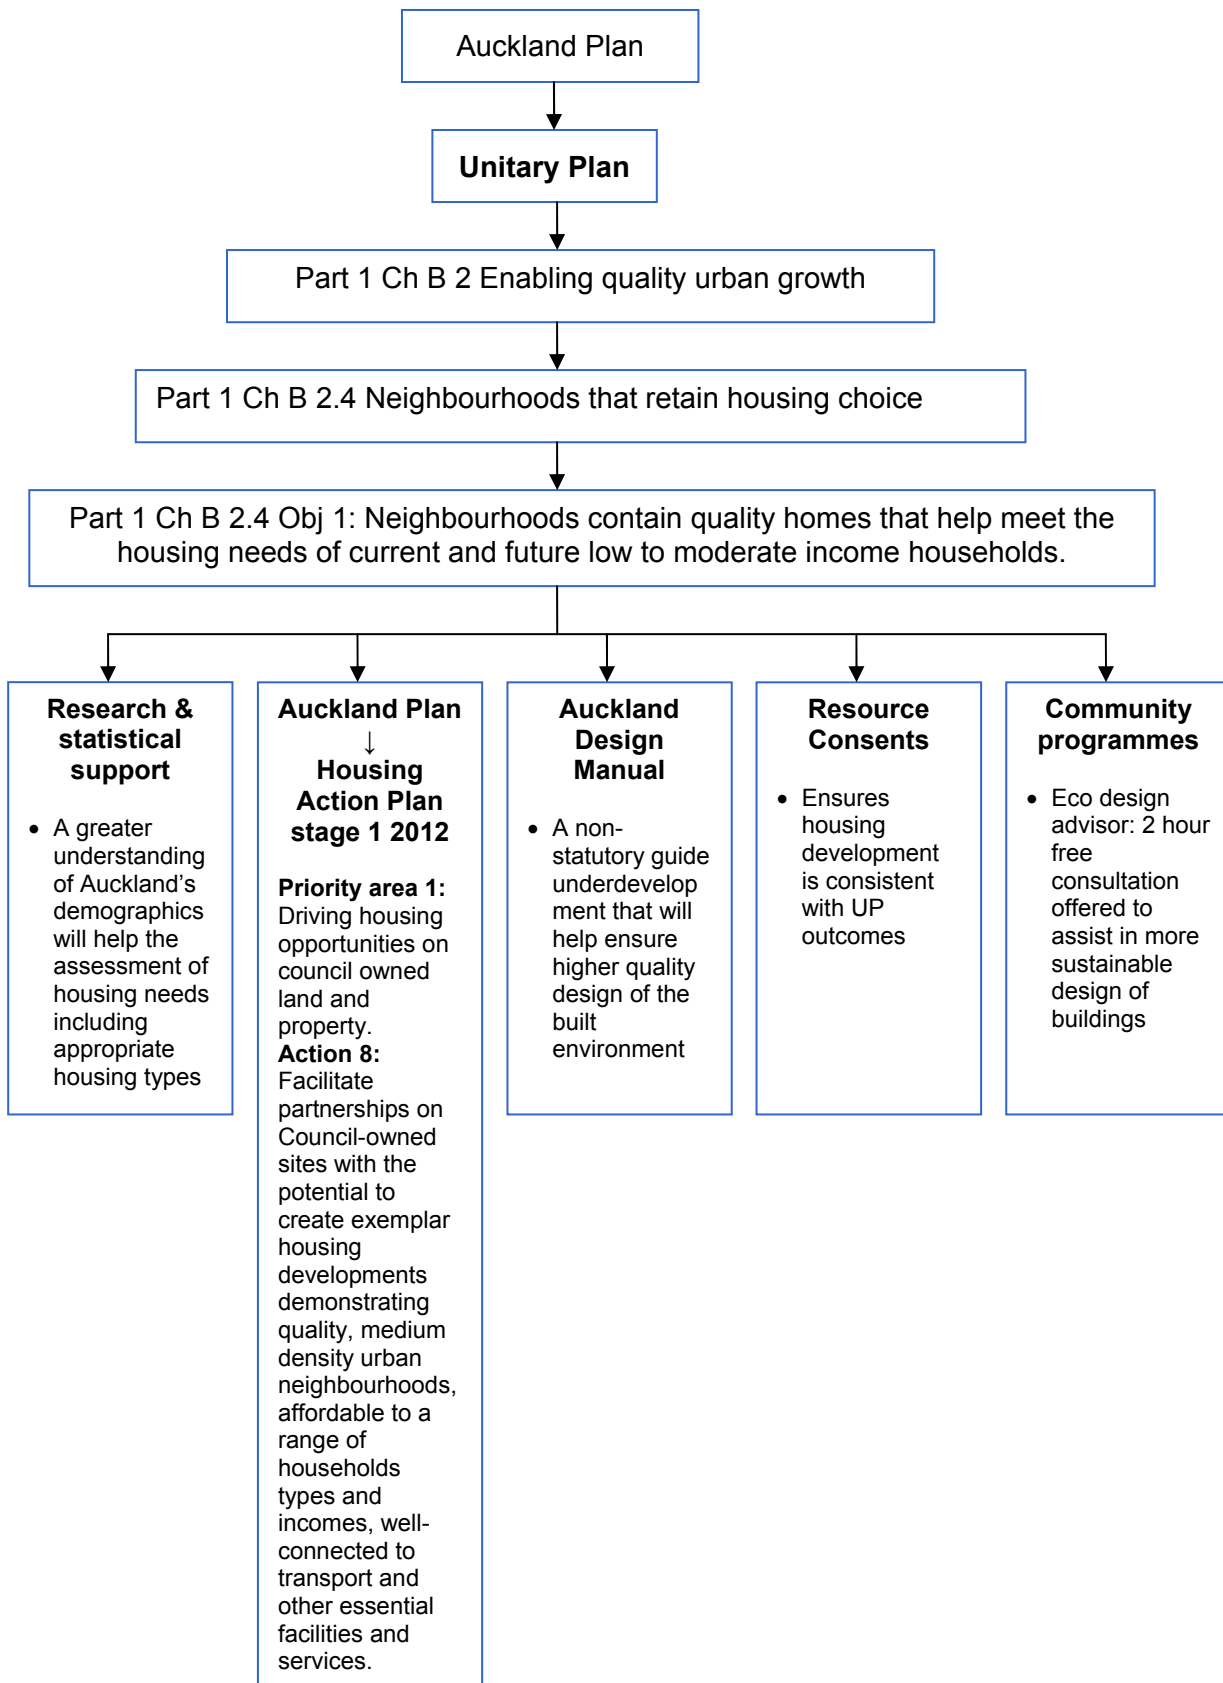 Auckland Plan
Unitary Plan
Part 1 Ch B 2 Enabling quality urban growth
Part 1 Ch B 2.4 Neighbourhoods that retain housing choice
Part 1 Ch B 2.4 Obj 1: Neighbourhoods contain quality homes that help meet the
housing needs of current and future low to moderate income households.
Research &
statistical
support
• A greater
understanding
of Auckland’s
demographics
will help the
assessment of
housing needs
including
appropriate
housing types
Auckland Plan
↓
Housing
Action Plan
stage 1 2012
Priority area 1:
Driving housing
opportunities on
council owned
land and
property.
Action 8:
Facilitate
partnerships on
Council-owned
sites with the
potential to
create exemplar
housing
developments
demonstrating
quality, medium
density urban
neighbourhoods,
affordable to a
range of
households
types and
incomes, well-
connected to
transport and
other essential
facilities and
services.
Auckland
Design
Manual
• A non-
statutory guide
underdevelop
ment that will
help ensure
higher quality
design of the
built
environment
Resource
Consents
• Ensures
housing
development
is consistent
with UP
outcomes
Community
programmes
• Eco design
advisor: 2 hour
free
consultation
offered to
assist in more
sustainable
design of
buildings